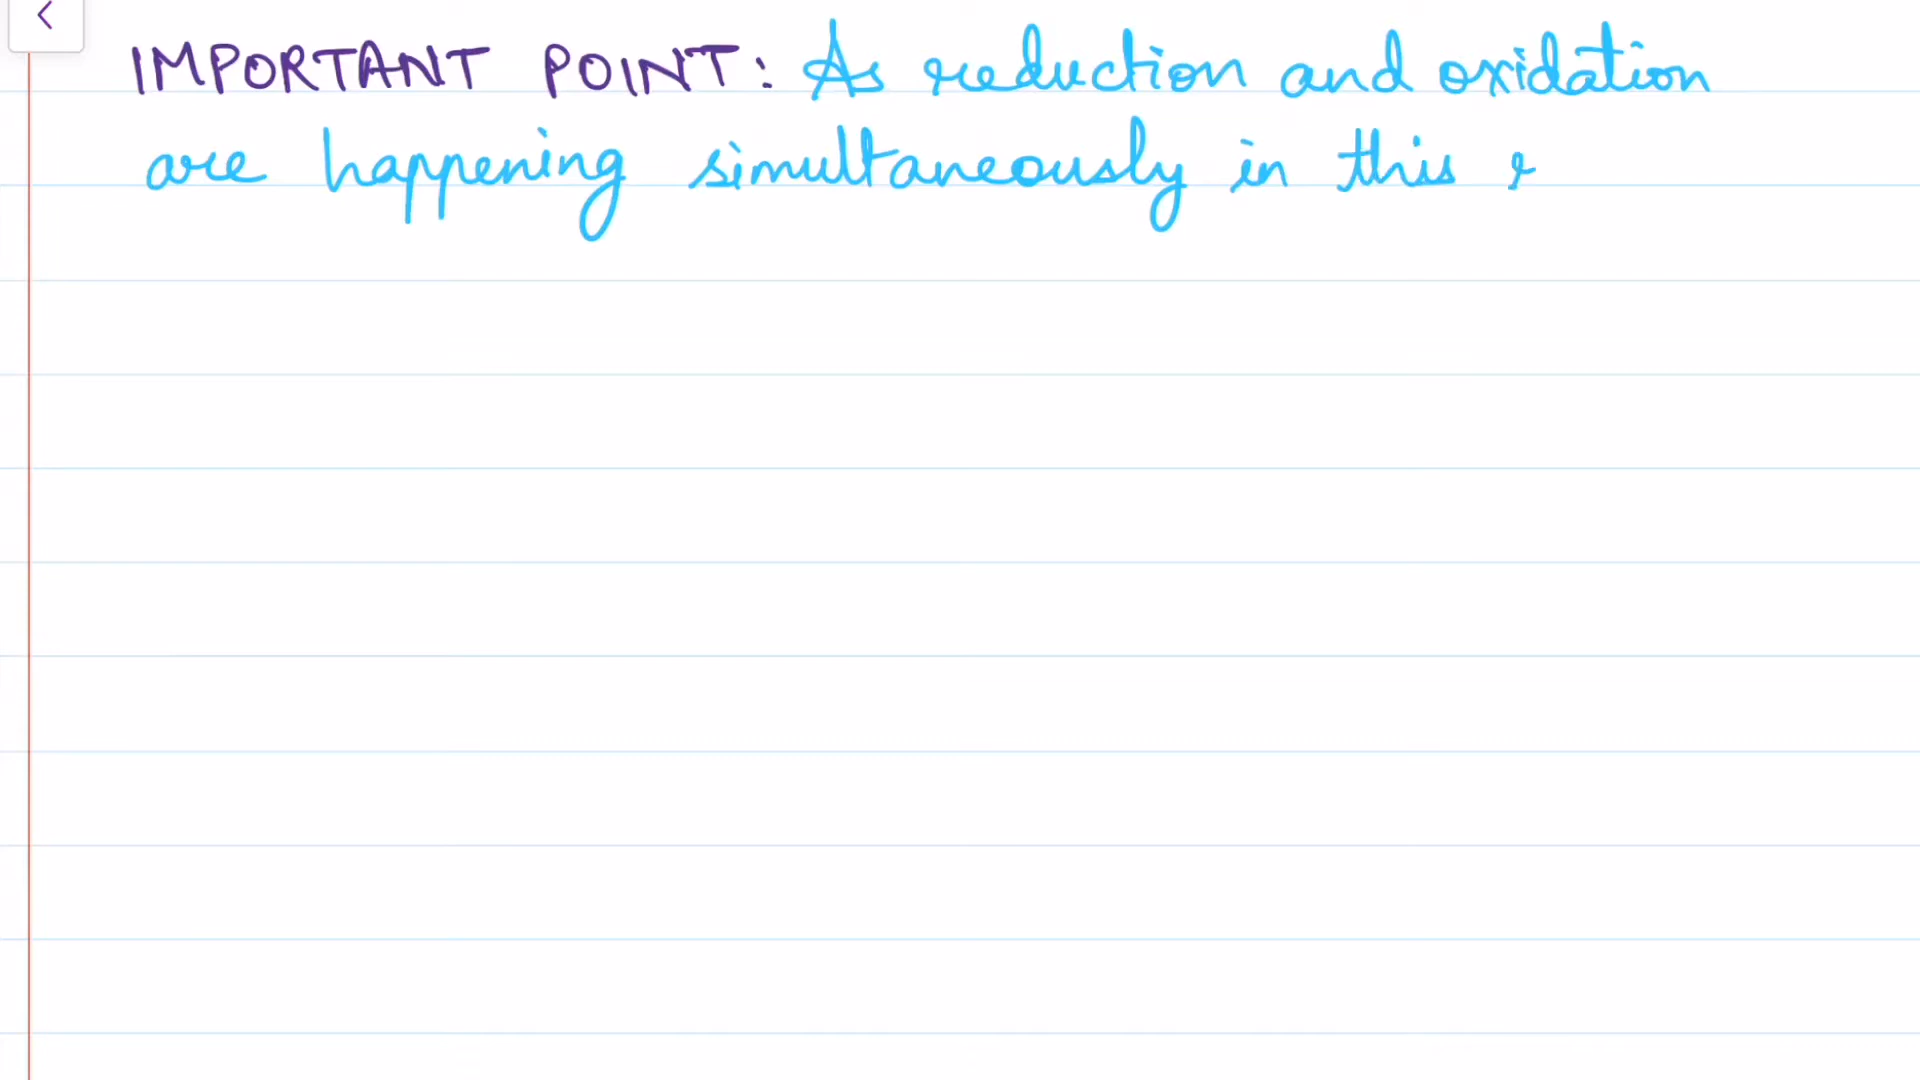 IMPORTANT POINT: As reduction and oxidation
are happening simultaneously in this